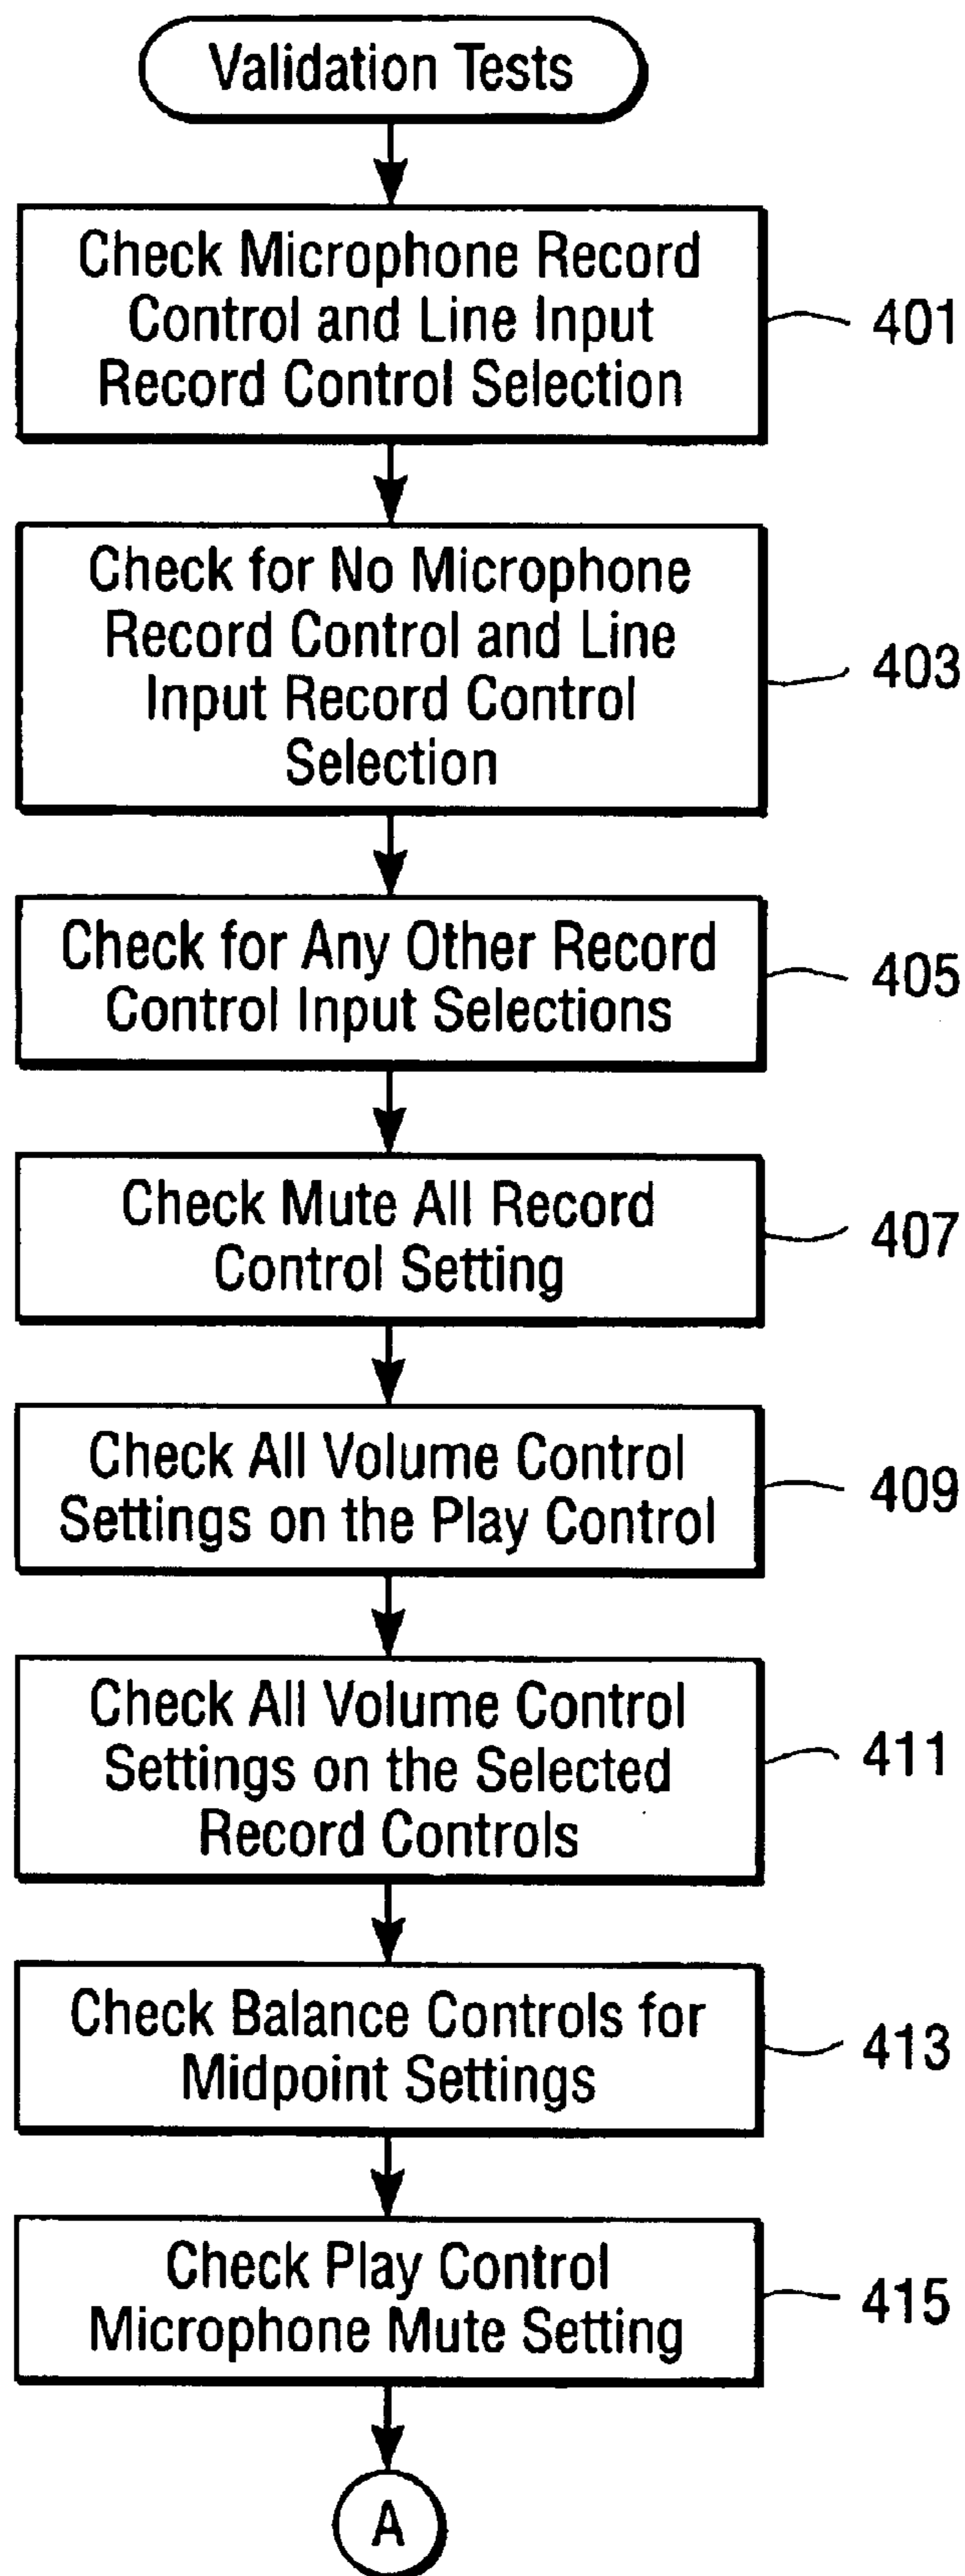 Validation Tests
Check Microphone Record
Control and Line Input
Record Control Selection
401
Check for No Microphone
Record Control and Line
Input Record Control
Selection
403
Check for Any Other Record
Control Input Selections
405
Check Mute All Record
Control Setting
407
Check All Volume Control
Settings on the Play Control
409
Check All Volume Control
Settings on the Selected
Record Controls
411
Check Balance Controls for
Midpoint Settings
413
Check Play Control
Microphone Mute Setting
415
A